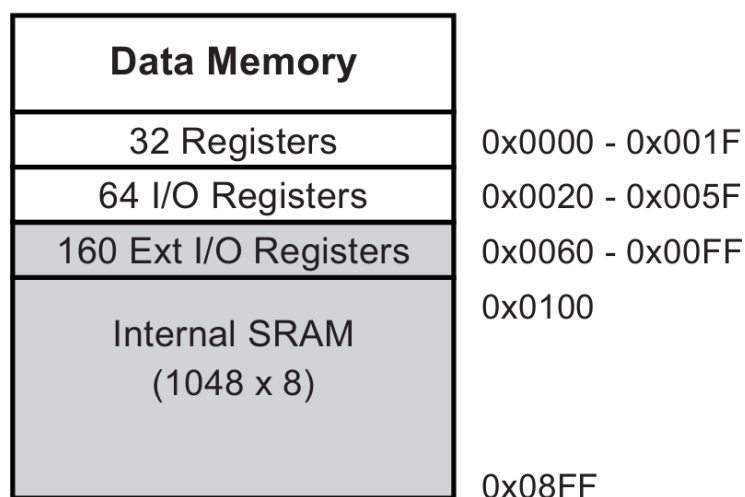 Data Memory
32 Registers 0x0000 - 0x001F
64 I/O Registers 0x0020 - 0x005F
160 Ext I/O Registers 0x0060 - 0x00FF
0x0100
Internal SRAM
(1048 x 8)
0x08FF